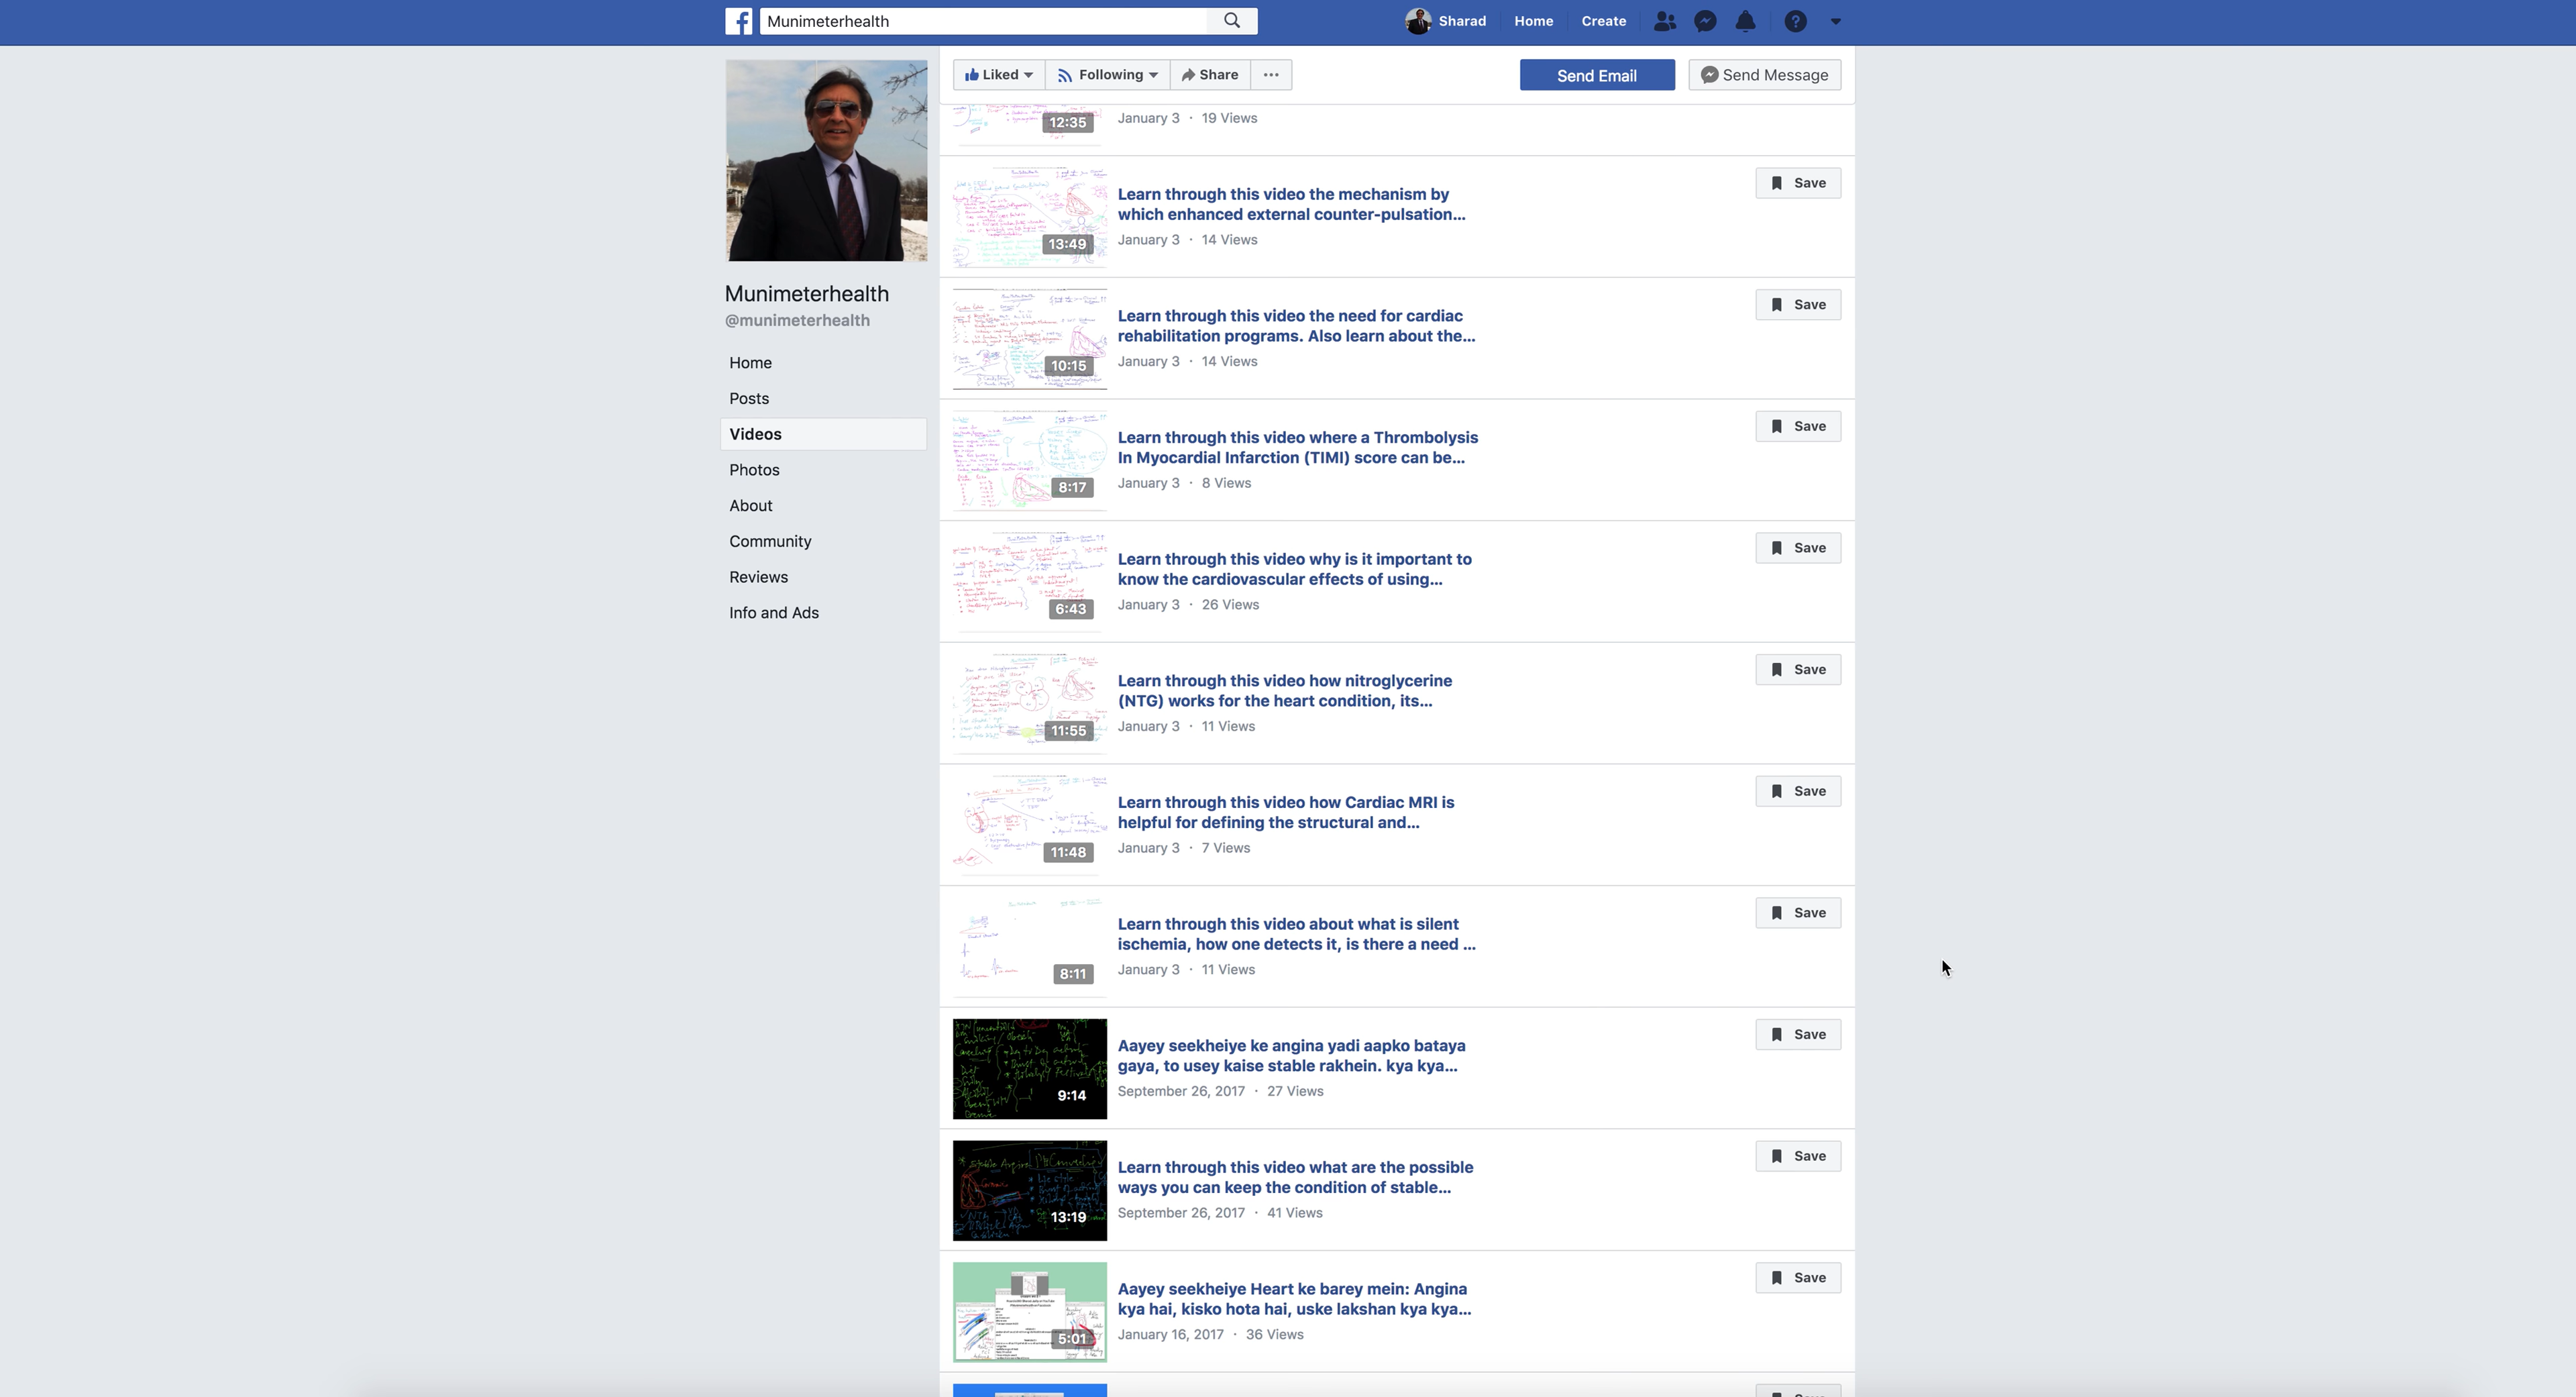 Munimeterhealth
Sharad
Home
Create
Munimeterhealth
@munimeterhealth
Home
Posts
Videos
Photos
About
Community
Reviews
Info and Ads
Liked
Following
Share
Send Email
Send Message
12:35
January 3 · 19 Views
13:49
Learn through this video the mechanism by
which enhanced external counter-pulsation...
January 3 · 14 Views
Save
10:15
Learn through this video the need for cardiac
rehabilitation programs. Also learn about the...
January 3 · 14 Views
Save
8:17
Learn through this video where a Thrombolysis
In Myocardial Infarction (TIMI) score can be...
January 3 · 8 Views
Save
6:43
Learn through this video why is it important to
know the cardiovascular effects of using...
January 3 · 26 Views
Save
11:55
Learn through this video how nitroglycerine
(NTG) works for the heart condition, its...
January 3 · 11 Views
Save
11:48
Learn through this video how Cardiac MRI is
helpful for defining the structural and...
January 3 · 7 Views
Save
8:11
Learn through this video about what is silent
ischemia, how one detects it, is there a need ...
January 3 · 11 Views
Save
9:14
Aayey seekheiye ke angina yadi aapko bataya
gaya, to usey kaise stable rakhein. kya kya...
September 26, 2017 · 27 Views
Save
13:19
Learn through this video what are the possible
ways you can keep the condition of stable...
September 26, 2017 · 41 Views
Save
5:01
Aayey seekheiye Heart ke barey mein: Angina
kya hai, kisko hota hai, uske lakshan kya kya...
January 16, 2017 · 36 Views
Save